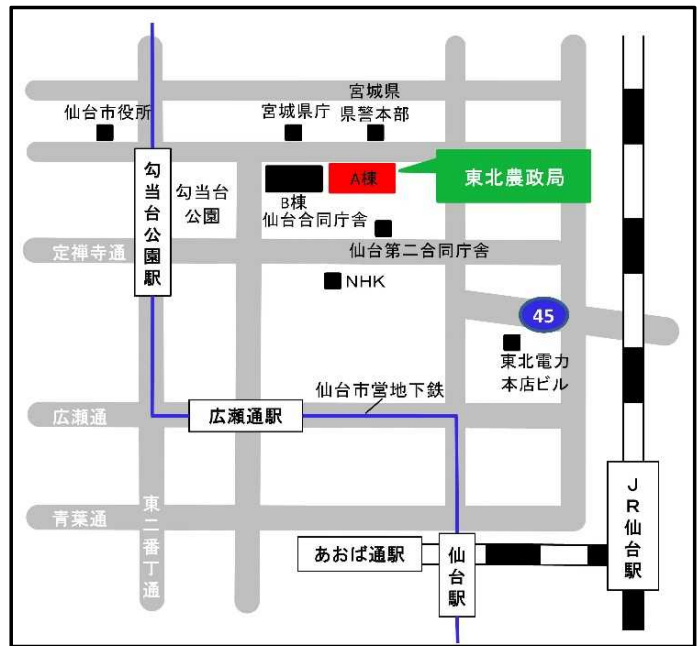 宮城県
仙台市役所
宮城県庁
県警本部
勾当台公園駅
勾当台
公園
A棟
東北農政局
B棟
仙台合同庁舎
定禅寺通
仙台第二合同庁舎
NHK
45
東北電力
本店ビル
仙台市営地下鉄
広瀬通
広瀬通駅
青葉通
東二番丁通
あおば通駅
仙台駅
JR仙台駅